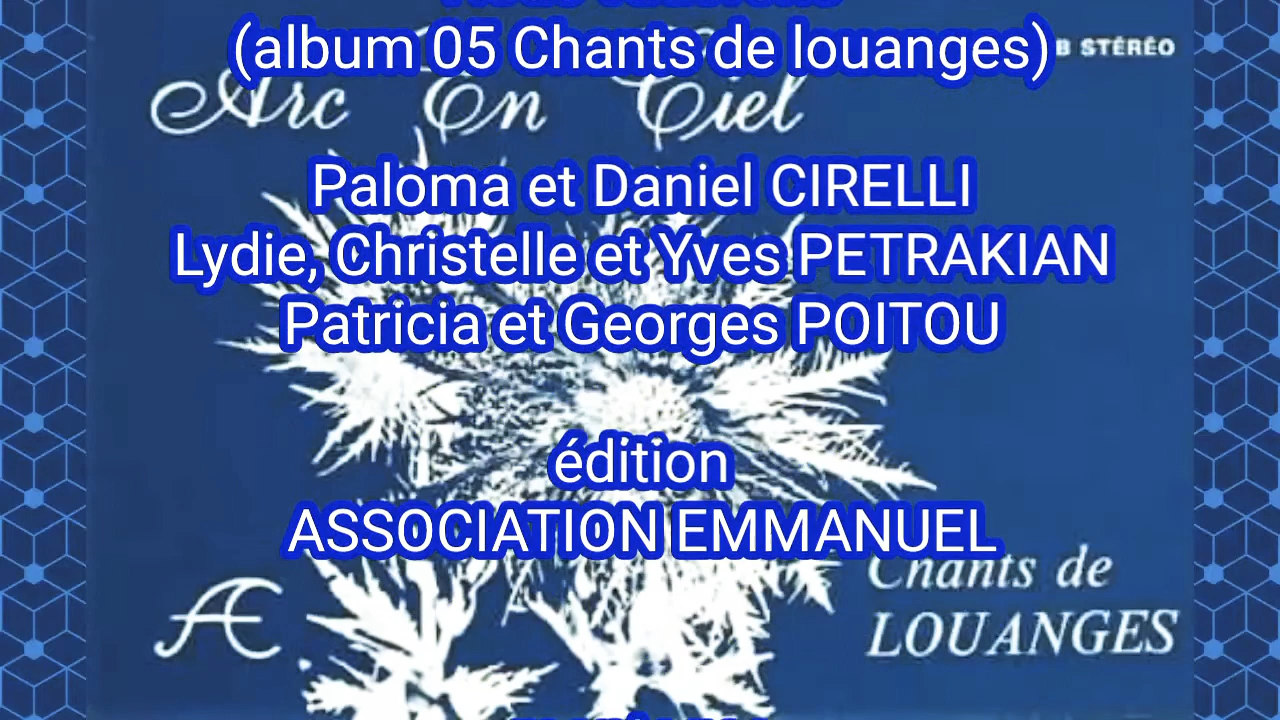 (album 05 Chants de louanges)
STÉRÉO
Arc En Ciel
Paloma et Daniel CIRELLI
Lydie, Christelle et Yves PETRAKIAN
Patricia et Georges POITOU
édition
ASSOCIATION EMMANUEL
Chants de
LOUANGES
AE